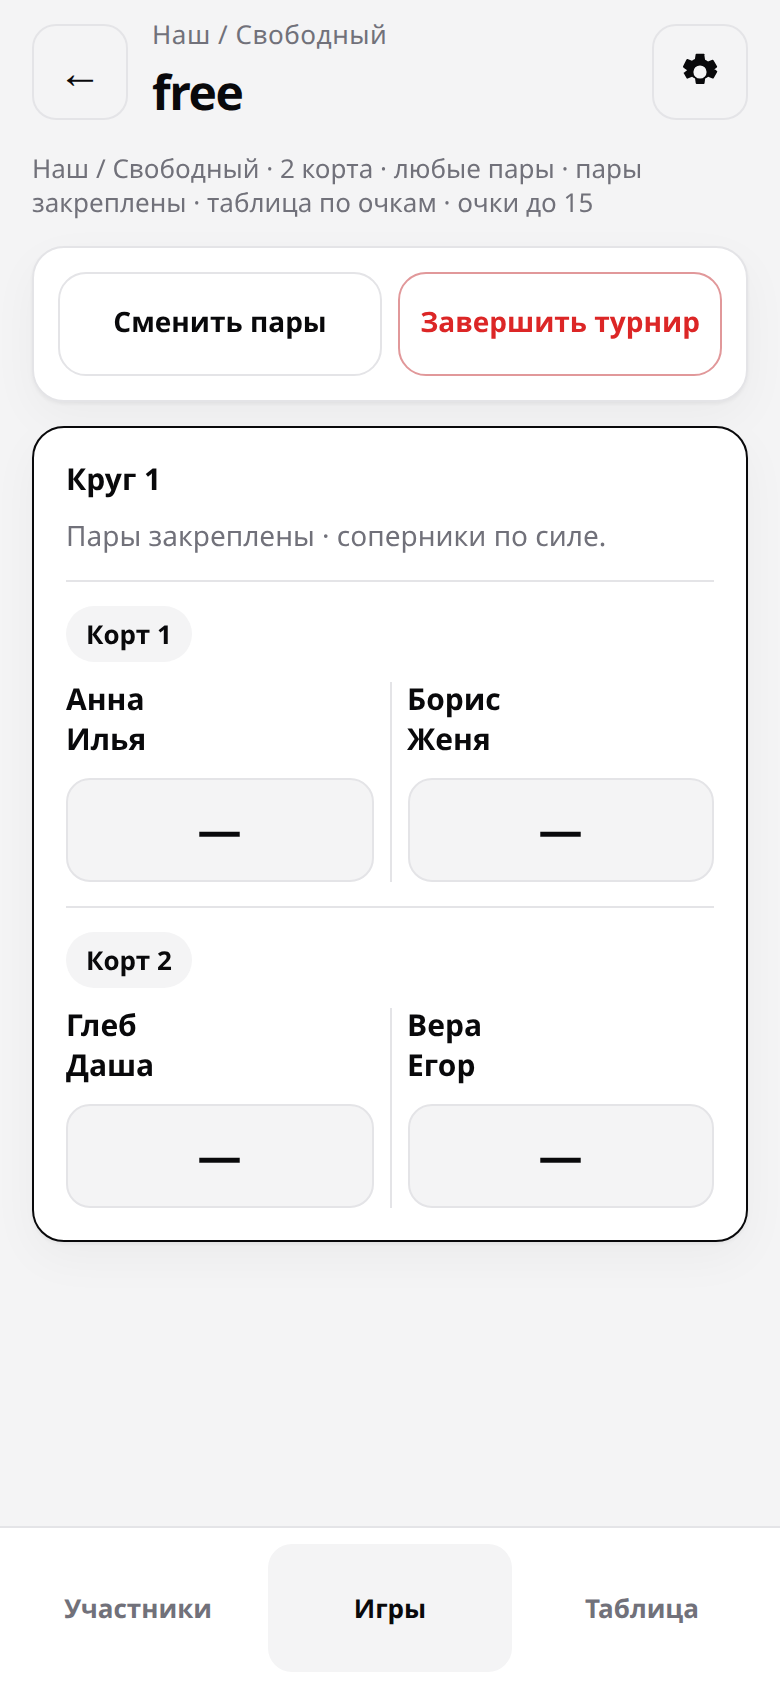 ←
Наш / Свободный
free
Наш / Свободный · 2 корта · любые пары · пары
закреплены · таблица по очкам · очки до 15
Сменить пары
Завершить турнир
Круг 1
Пары закреплены · соперники по силе.
Корт 1
Анна
Илья
Борис
Женя
—
—
Корт 2
Глеб
Даша
Вера
Егор
—
—
Участники
Игры
Таблица